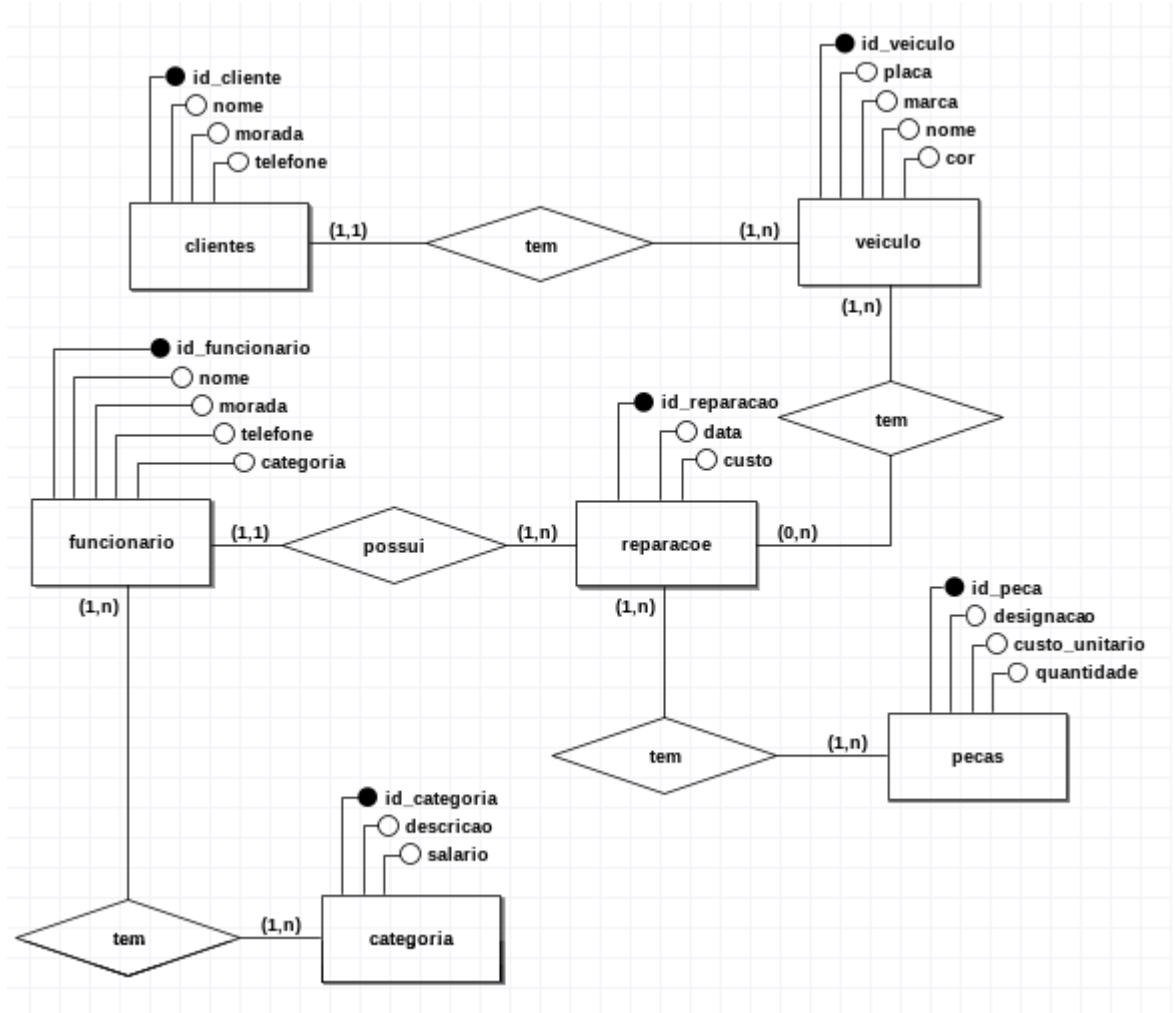 id_cliente
nome
morada
telefone
clientes
(1,1)
tem
(1,n)
id_veiculo
placa
marca
nome
cor
veiculo
(1,n)
tem
(0,n)
id_funcionario
nome
morada
telefone
categoria
funcionario
(1,1)
possui
(1,n)
id_reparacao
data
custo
reparacoe
(1,n)
tem
(1,n)
id_peca
designacao
custo_unitario
quantidade
pecas
(1,n)
tem
(1,n)
id_categoria
descricao
salario
categoria